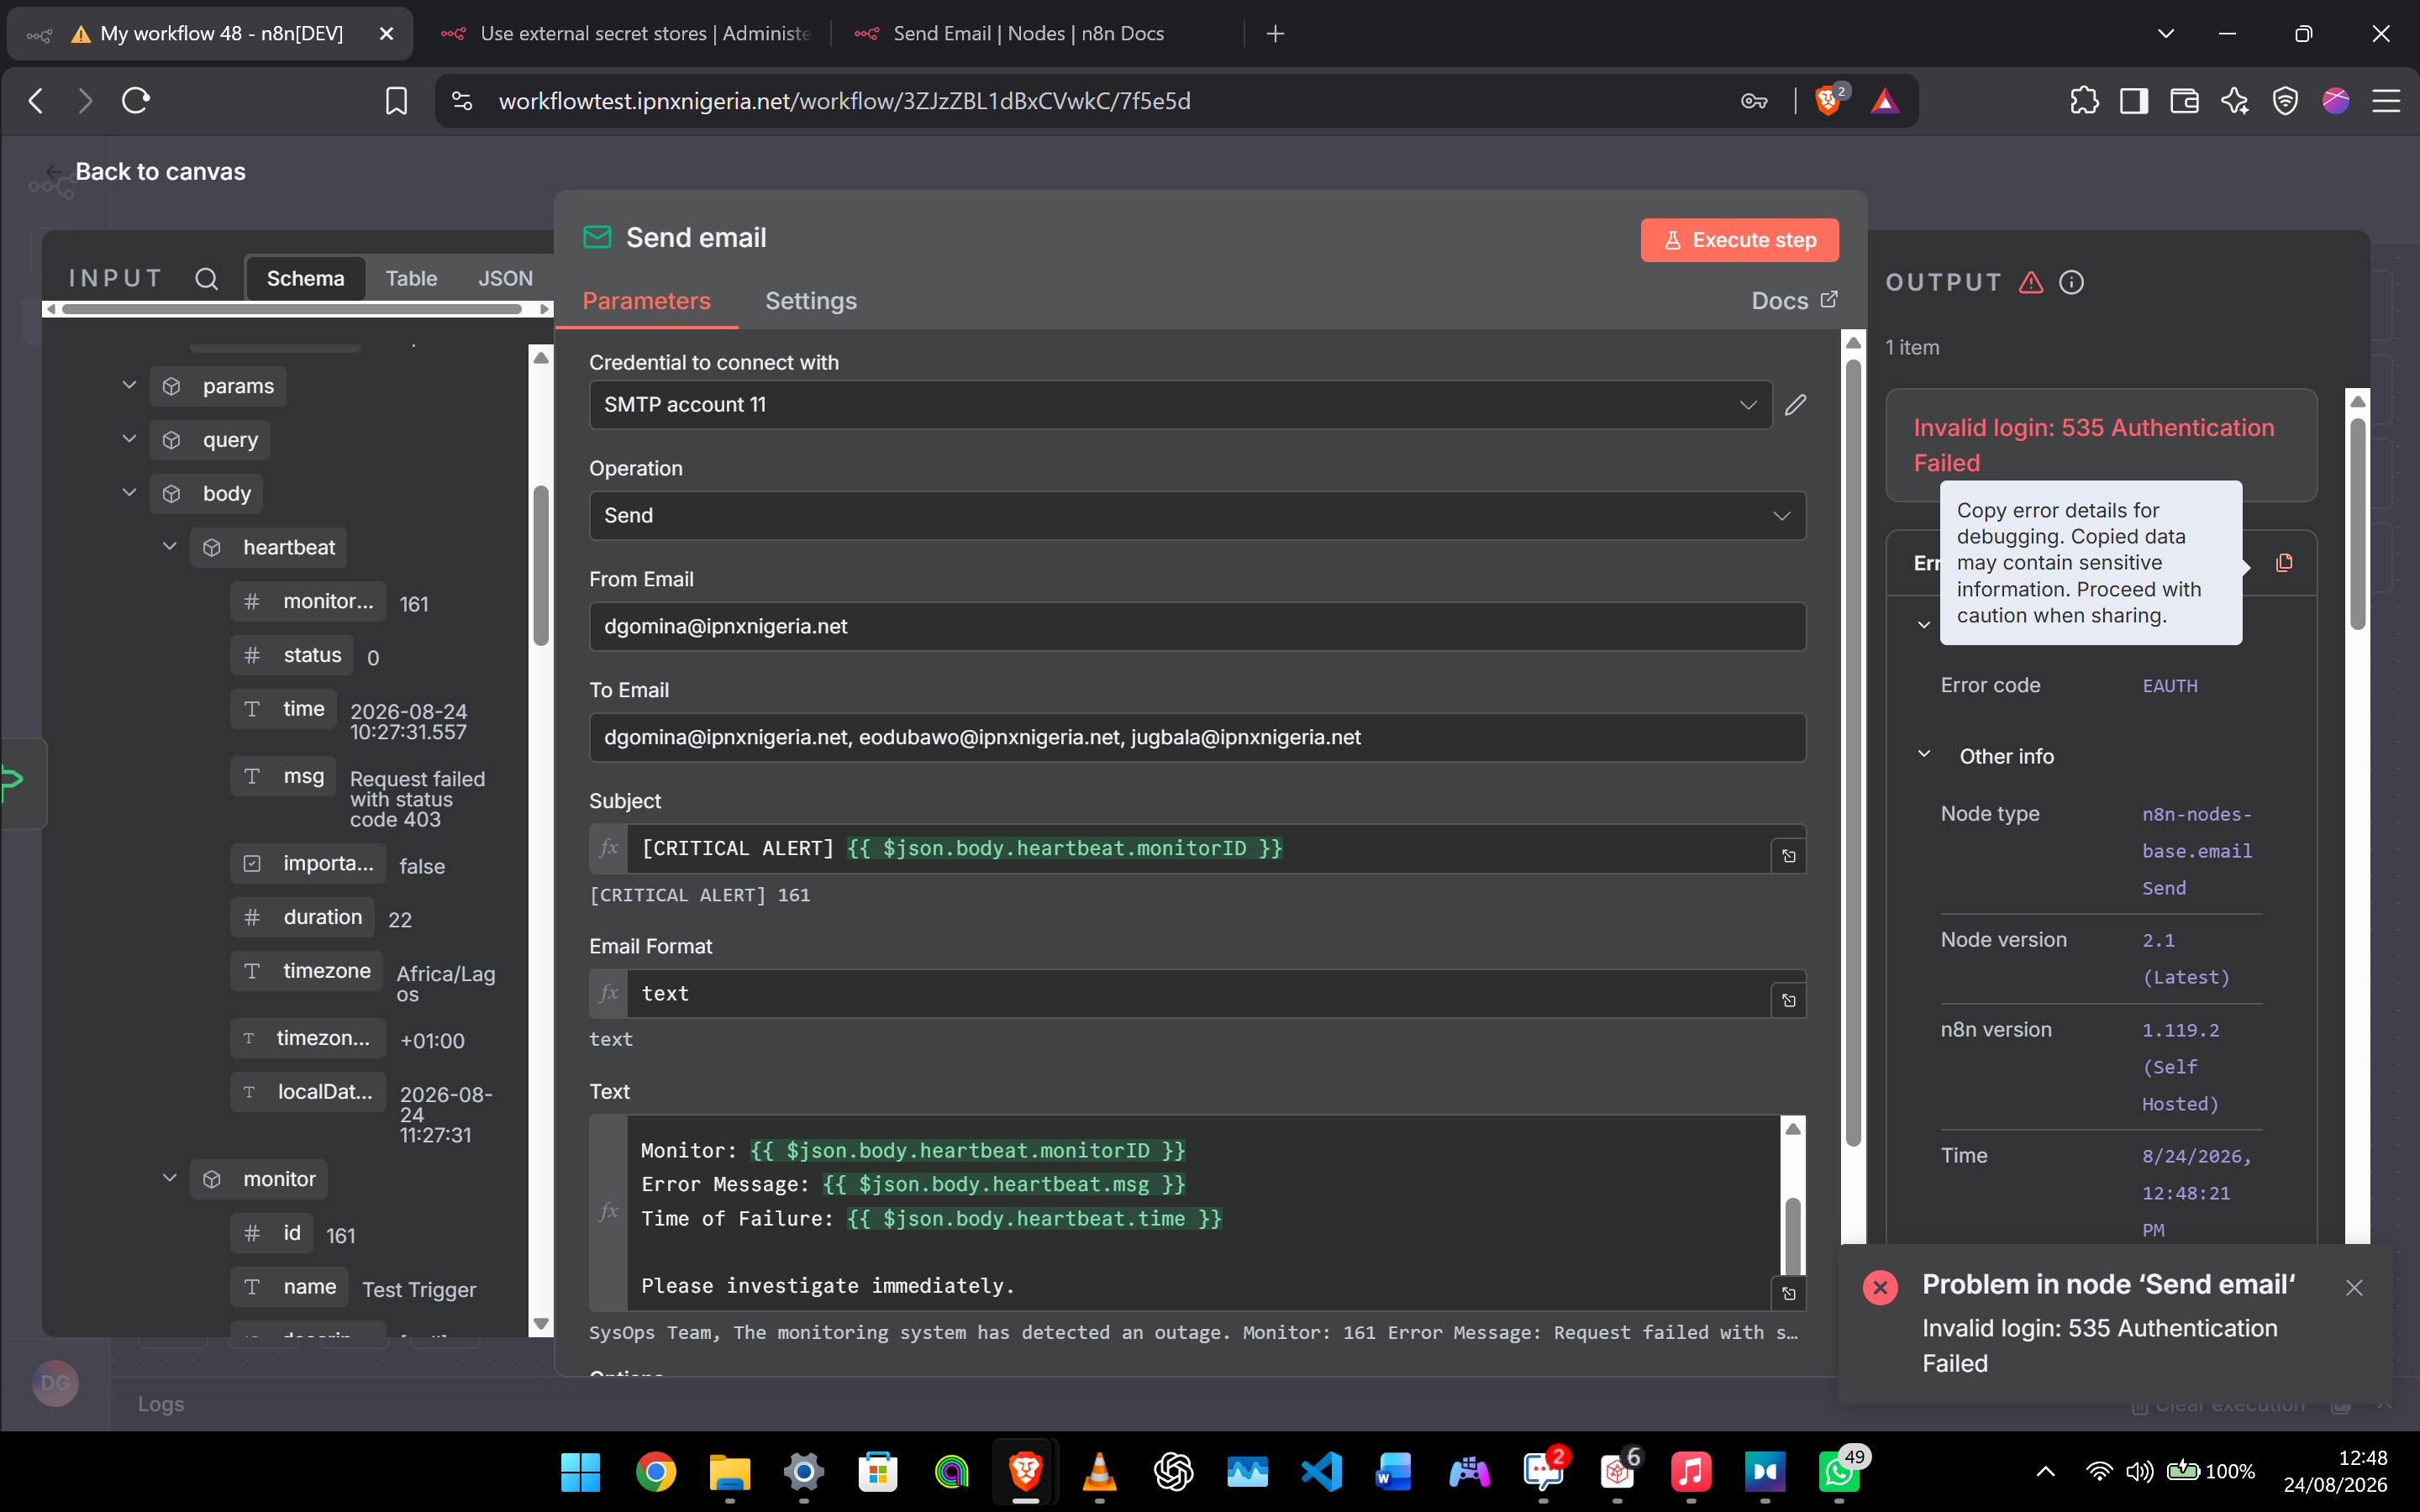 My workflow 48 - n8n[DEV]
Use external secret stores | Administe
Send Email | Nodes | n8n Docs
workflowtest.ipnxnigeria.net/workflow/3ZJzZBL1dBxCVwkC/7f5e5d
2
Back to canvas
INPUT
Schema
Table
JSON
params
query
body
heartbeat
monitor...
161
status
0
time
2026-08-24
10:27:31.557
msg
Request failed
with status
code 403
importa...
false
duration
22
timezone
Africa/Lag
os
timezon...
+01:00
localDat...
2026-08-
24
11:27:31
monitor
id
161
name
Test Trigger
DG
Logs
Send email
Execute step
Parameters
Settings
Docs
Credential to connect with
SMTP account 11
Operation
Send
From Email
dgomina@ipnxnigeria.net
To Email
dgomina@ipnxnigeria.net, eodubawo@ipnxnigeria.net, jugbala@ipnxnigeria.net
Subject
fx
[CRITICAL ALERT] {{ $json.body.heartbeat.monitorID }}
[CRITICAL ALERT] 161
Email Format
fx
text
text
Text
fx
Monitor: {{ $json.body.heartbeat.monitorID }}
Error Message: {{ $json.body.heartbeat.msg }}
Time of Failure: {{ $json.body.heartbeat.time }}
Please investigate immediately.
SysOps Team, The monitoring system has detected an outage. Monitor: 161 Error Message: Request failed with s...
Options
OUTPUT
1 item
Invalid login: 535 Authentication
Failed
Err
Copy error details for
debugging. Copied data
may contain sensitive
information. Proceed with
caution when sharing.
Error code
EAUTH
Other info
Node type
n8n-nodes-
base.email
Send
Node version
2.1
(Latest)
n8n version
1.119.2
(Self
Hosted)
Time
8/24/2026,
12:48:21
PM
Problem in node ‘Send email‘
Invalid login: 535 Authentication
Failed
Clear execution
2
6
49
100%
12:48
24/08/2026